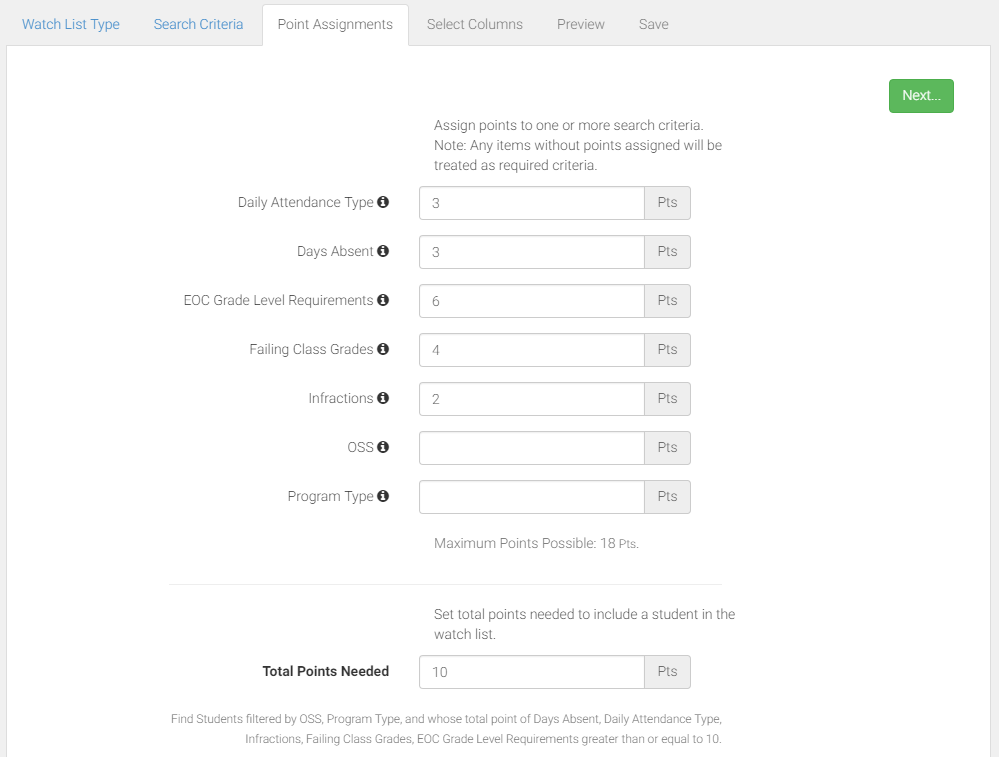 Watch List Type Search Criteria Point Assignments Select Columns Preview Save
Next...
Assign points to one or more search criteria.
Note: Any items without points assigned will be
treated as required criteria.
Daily Attendance Type 3 Pts
Days Absent 3 Pts
EOC Grade Level Requirements 6 Pts
Failing Class Grades 4 Pts
Infractions 2 Pts
OSS Pts
Program Type Pts
Maximum Points Possible: 18 Pts.
Set total points needed to include a student in the
watch list.
Total Points Needed 10 Pts
Find Students filtered by OSS, Program Type, and whose total point of Days Absent, Daily Attendance Type,
Infractions, Failing Class Grades, EOC Grade Level Requirements greater than or equal to 10.